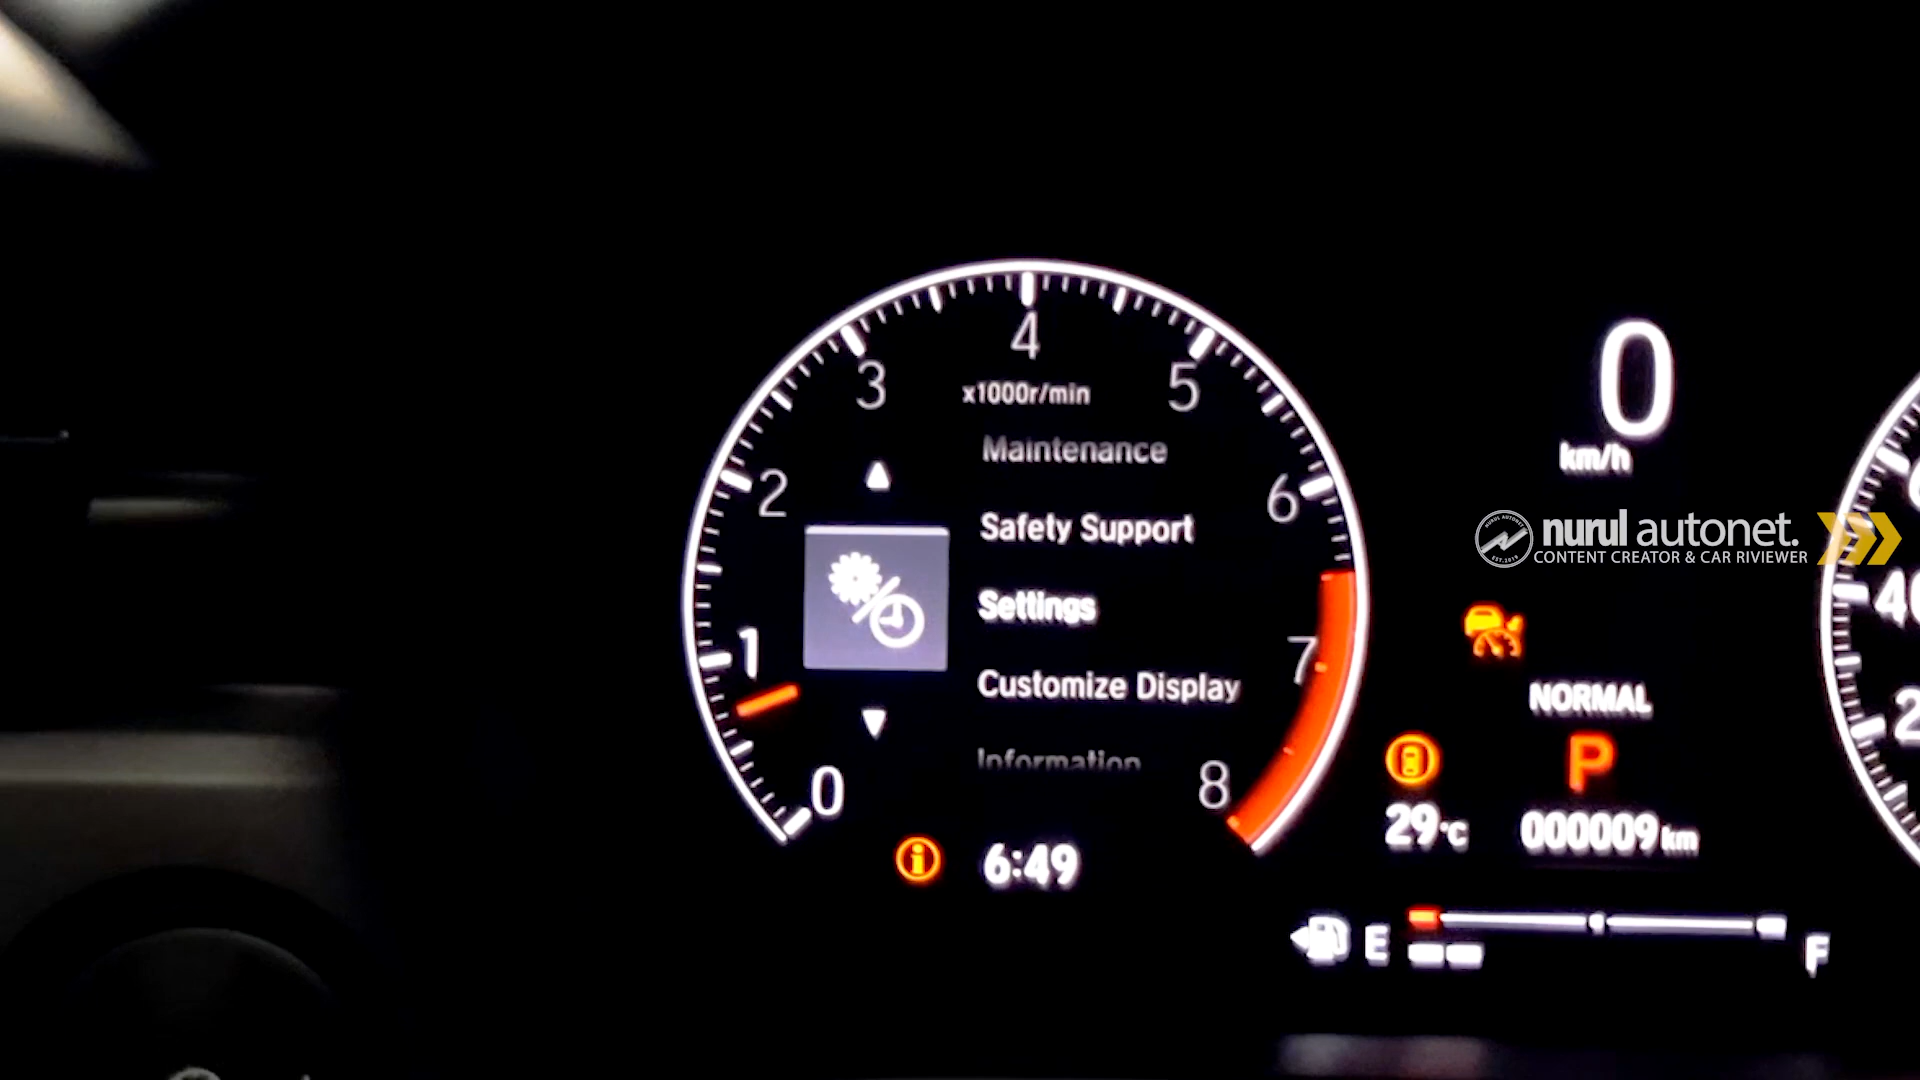 4
3
5
x1000r/min
Maintenance
2
6
Safety Support
Settings
1
7
Customize Display
Information
0
8
6:49
0
km/h
nurul autonet.
CONTENT CREATOR & CAR RIVIEWER
NORMAL
P
29°C
000009 km
E
F
40